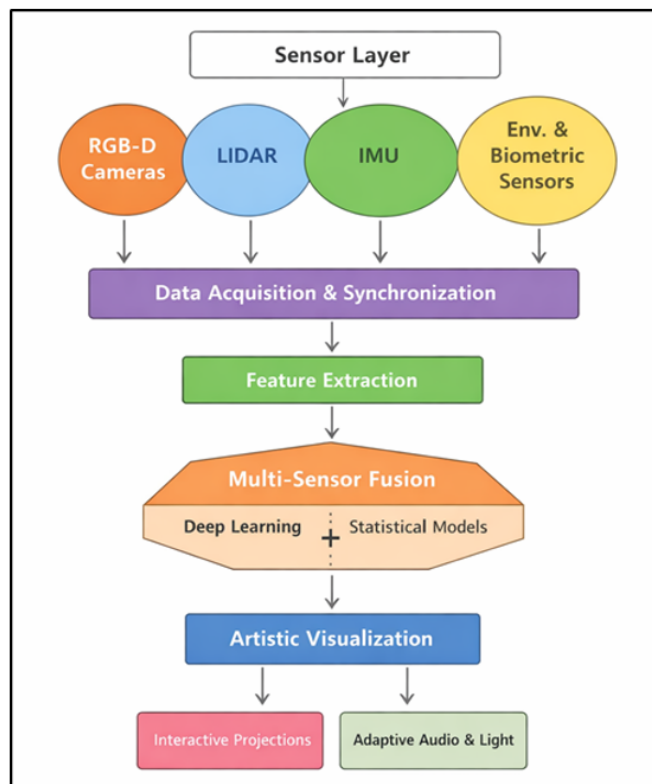 Sensor Layer
RGB-D
Cameras
LIDAR
IMU
Env. &
Biometric
Sensors
Data Acquisition & Synchronization
Feature Extraction
Multi-Sensor Fusion
Deep Learning + Statistical Models
Artistic Visualization
Interactive Projections
Adaptive Audio & Light